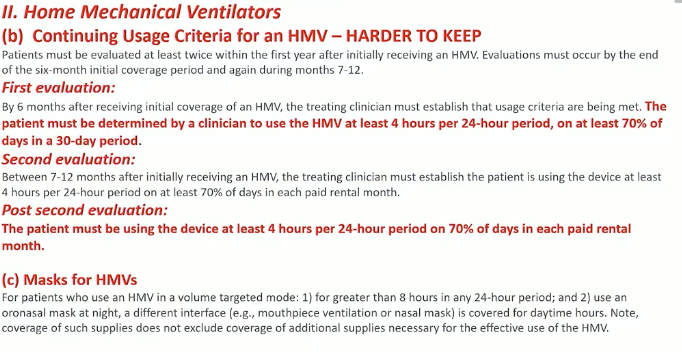 II. Home Mechanical Ventilators
(b) Continuing Usage Criteria for an HMV – HARDER TO KEEP
Patients must be evaluated at least twice within the first year after initially receiving an HMV. Evaluations must occur by the end
of the six-month initial coverage period and again during months 7-12.
First evaluation:
By 6 months after receiving initial coverage of an HMV, the treating clinician must establish that usage criteria are being met. The
patient must be determined by a clinician to use the HMV at least 4 hours per 24-hour period, on at least 70% of
days in a 30-day period.
Second evaluation:
Between 7-12 months after initially receiving an HMV, the treating clinician must establish the patient is using the device at least
4 hours per 24-hour period on at least 70% of days in each paid rental month.
Post second evaluation:
The patient must be using the device at least 4 hours per 24-hour period on 70% of days in each paid rental
month.
(c) Masks for HMVs
For patients who use an HMV in a volume targeted mode: 1) for greater than 8 hours in any 24-hour period; and 2) use an
oronasal mask at night, a different interface (e.g., mouthpiece ventilation or nasal mask) is covered for daytime hours. Note,
coverage of such supplies does not exclude coverage of additional supplies necessary for the effective use of the HMV.